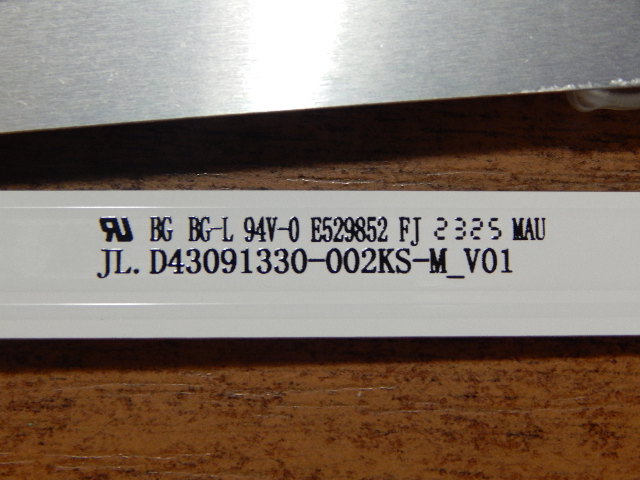 BG BG-L 94V-0 E529852 FJ 2325 MAU
JL.D43091330-002KS-M_V01